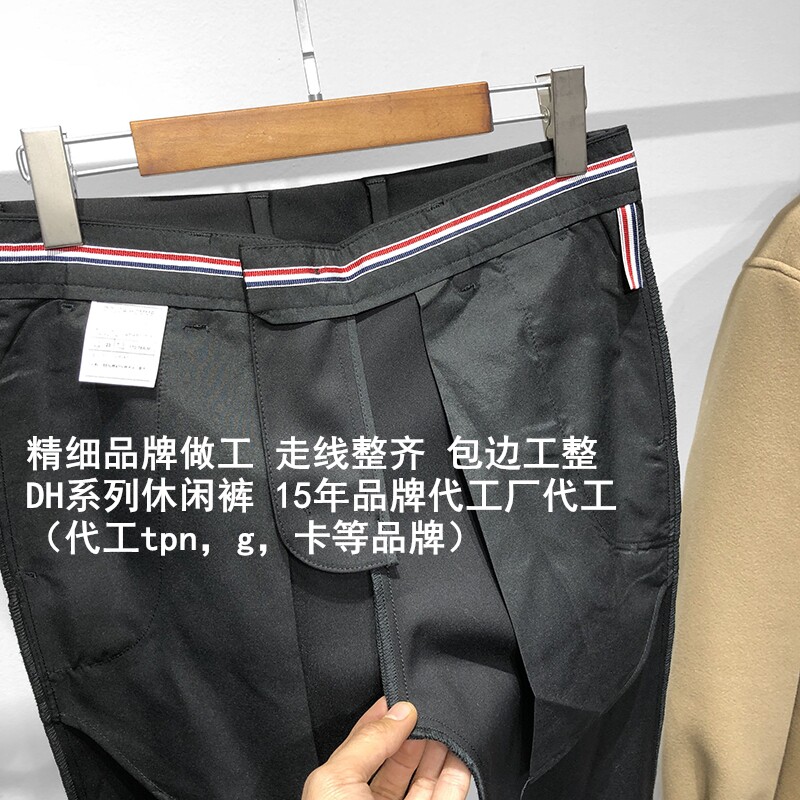 精细品牌做工 走线整齐 包边工整
DH系列休闲裤 15年品牌代工厂代工
（代工tpn，g，卡等品牌）